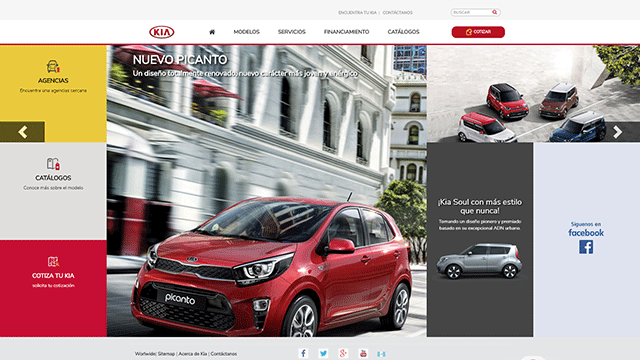 ENCUENTRA TU KIA | CONTÁCTANOS
BUSCAR
KIA
MODELOS
SERVICIOS
FINANCIAMIENTO
CATÁLOGOS
COTIZAR
AGENCIAS
Encuentre una agencias cercana
CATÁLOGOS
Conoce más sobre el modelo
COTIZA TU KIA
solicita tu cotización
NUEVO PICANTO
Un diseño totalmente renovado, nuevo carácter más joven y enérgico
KIA
picanto
¡Kia Soul con más estilo
que nunca!
Tomando un diseño pionero y premiado
basado en su excepcional ADN urbano.
Síguenos en
facebook
Worlwide| Sitemap | Acerca de Kia | Contáctanos